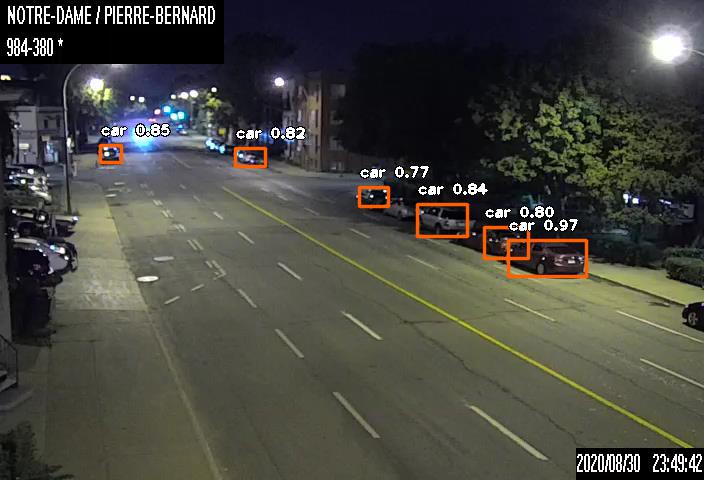 NOTRE-DAME / PIERRE-BERNARD
984-380 *
car 0.85
car 0.82
car 0.77
car 0.84
car 0.80
car 0.97
2020/08/30 23:49:42